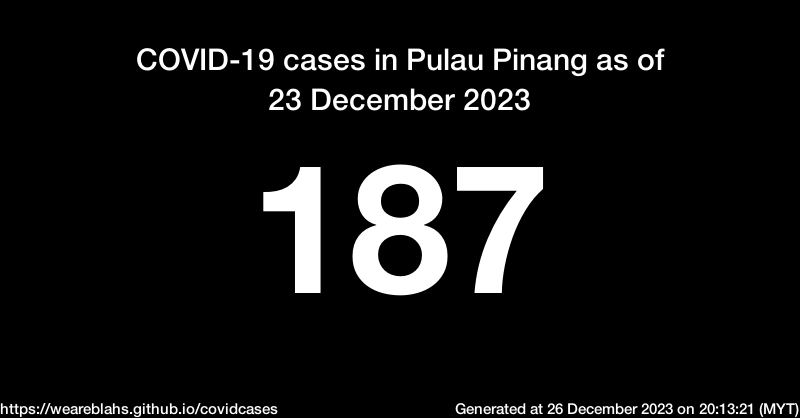 COVID-19 cases in Pulau Pinang as of
23 December 2023
187
https://weareblahs.github.io/covidcases
Generated at 26 December 2023 on 20:13:21 (MYT)